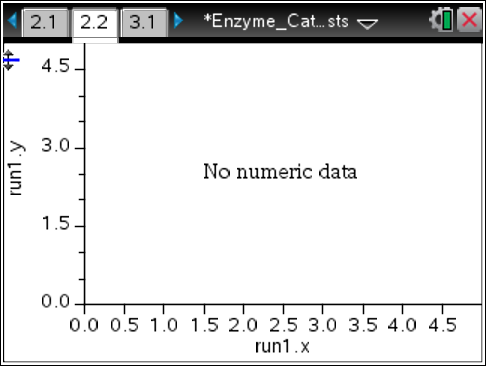 2.1 2.2 3.1 *Enzyme_Cat...sts
4.5
3.0
1.5
0.0
run1.y
No numeric data
0.0 0.5 1.0 1.5 2.0 2.5 3.0 3.5 4.0 4.5
run1.x